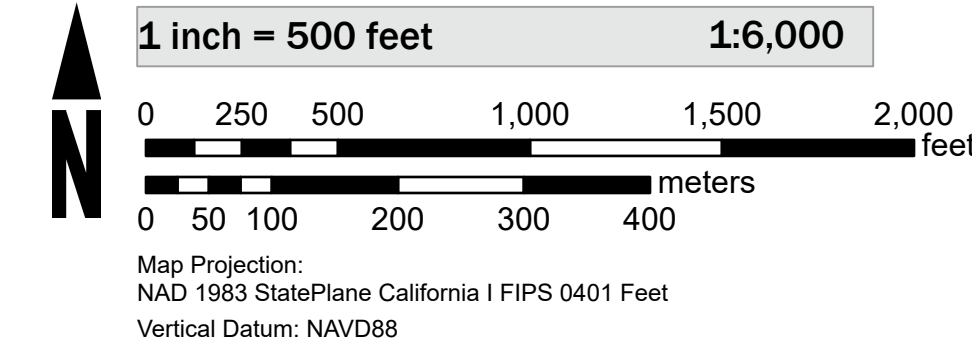 1 inch = 500 feet 1:6,000
0 250 500 1,000 1,500 2,000
feet
meters
0 50 100 200 300 400
N
Map Projection:
NAD 1983 StatePlane California I FIPS 0401 Feet
Vertical Datum: NAVD88